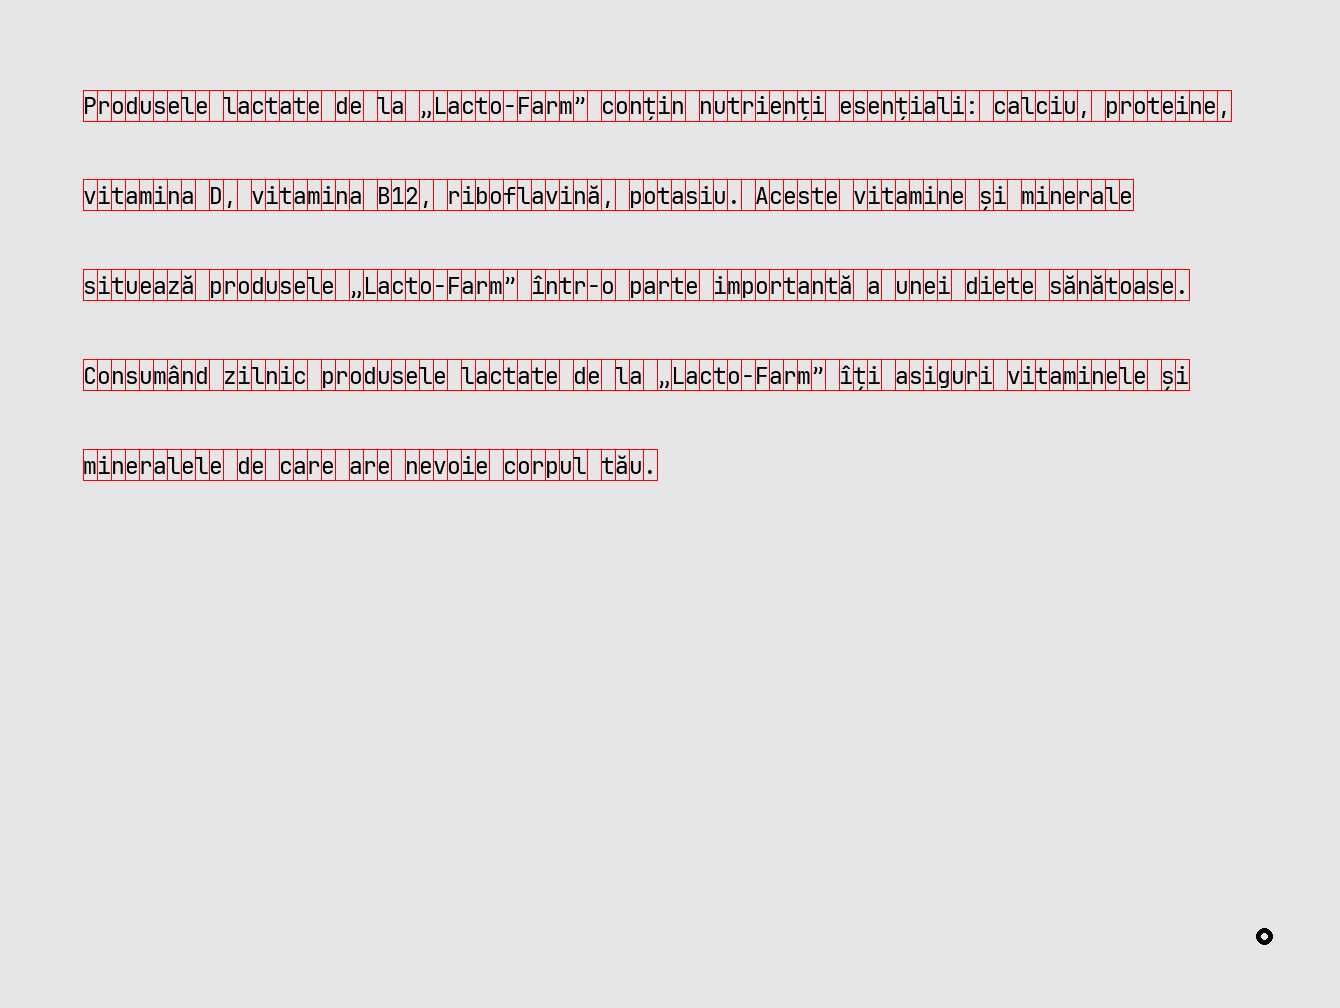 Produsele lactate de la „Lacto-Farm” conțin nutrienți esențiali: calciu, proteine,
vitamina D, vitamina B12, riboflavină, potasiu. Aceste vitamine și minerale
situează produsele „Lacto-Farm” într-o parte importantă a unei diete sănătoase.
Consumând zilnic produsele lactate de la „Lacto-Farm” îți asiguri vitaminele și
mineralele de care are nevoie corpul tău.